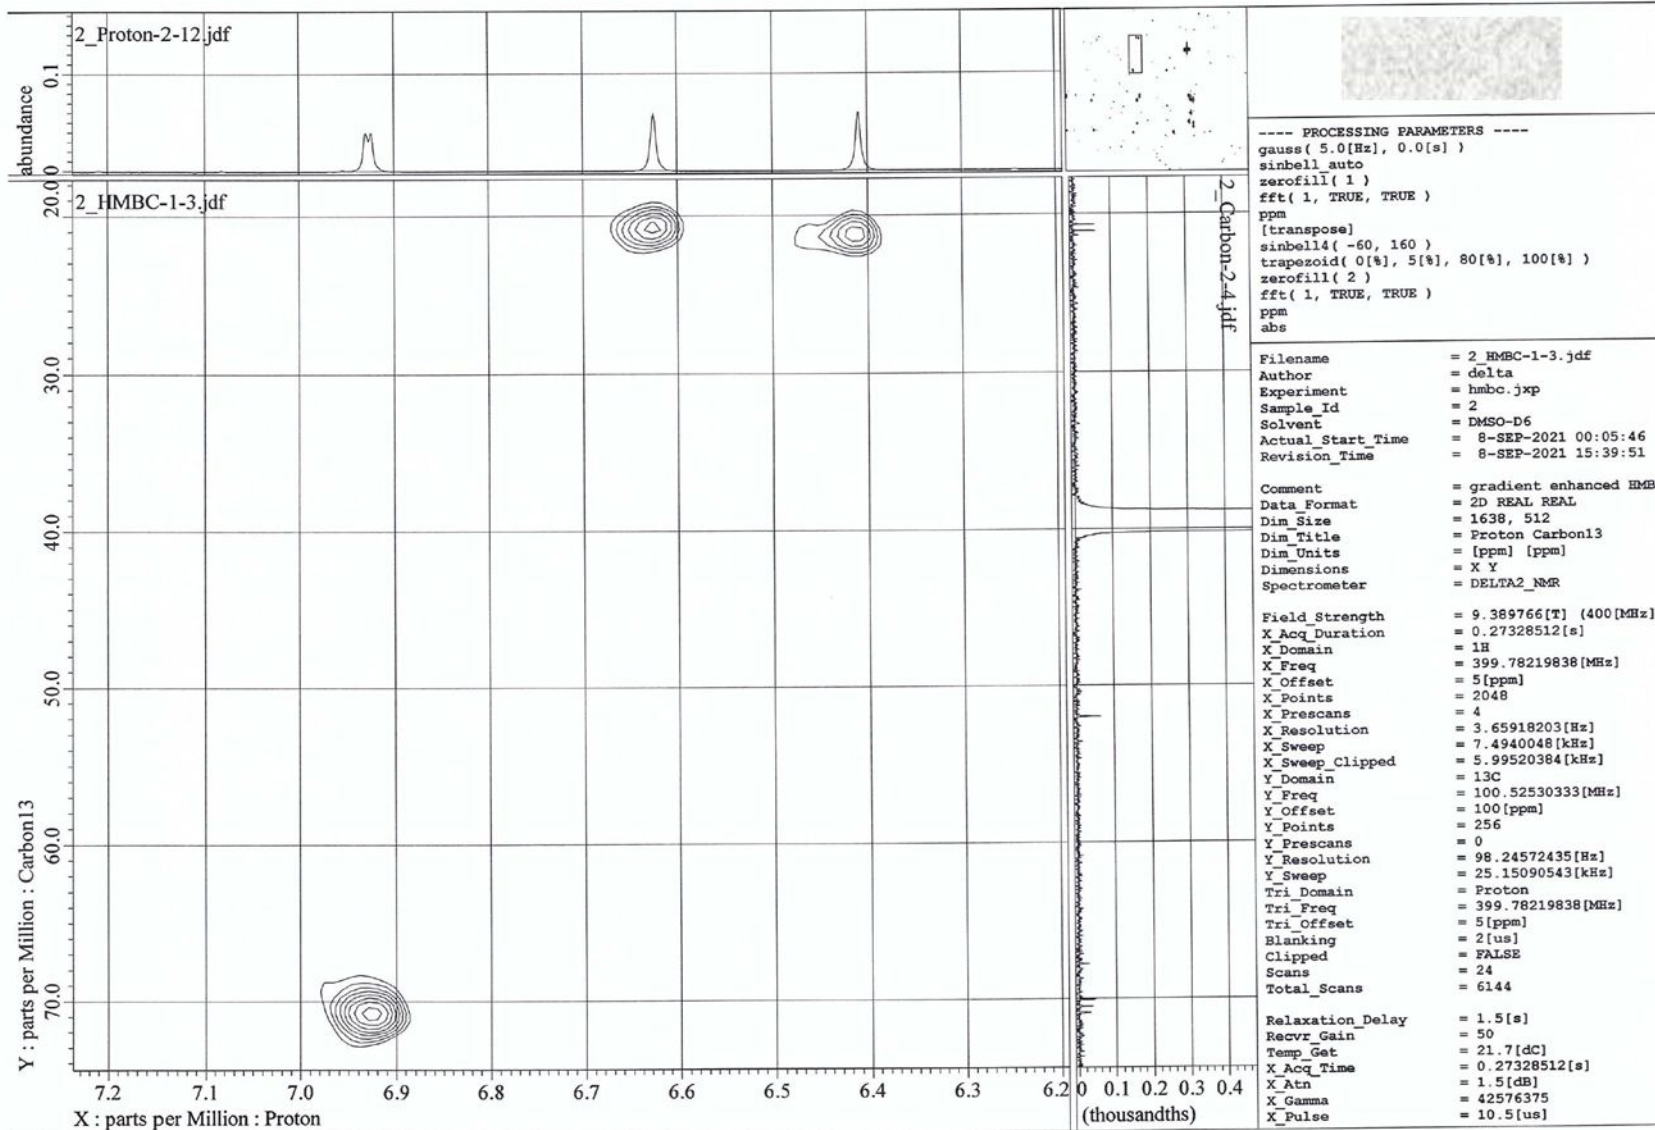 2_Proton-2-12.jdf
abundance
0.1
0.0
2_HMBC-1-3.jdf
20.0
30.0
40.0
50.0
60.0
70.0
Y : parts per Million : Carbon13
7.2 7.1 7.0 6.9 6.8 6.7 6.6 6.5 6.4 6.3 6.2
X : parts per Million : Proton
2_Carbon-2-4.jdf
0 0.1 0.2 0.3 0.4
(thousandths)
---- PROCESSING PARAMETERS ----
gauss( 5.0[Hz], 0.0[s] )
sinbell_auto
zerofill( 1 )
fft( 1, TRUE, TRUE )
ppm
[transpose]
sinbell4( -60, 160 )
trapezoid( 0[%], 5[%], 80[%], 100[%] )
zerofill( 2 )
fft( 1, TRUE, TRUE )
ppm
abs
Filename = 2_HMBC-1-3.jdf
Author = delta
Experiment = hmbc.jxp
Sample_Id = 2
Solvent = DMSO-D6
Actual_Start_Time = 8-SEP-2021 00:05:46
Revision_Time = 8-SEP-2021 15:39:51
Comment = gradient enhanced HMB
Data_Format = 2D REAL REAL
Dim_Size = 1638, 512
Dim_Title = Proton Carbon13
Dim_Units = [ppm] [ppm]
Dimensions = X Y
Spectrometer = DELTA2_NMR
Field_Strength = 9.389766[T] (400[MHz]
X_Acq_Duration = 0.27328512[s]
X_Domain = 1H
X_Freq = 399.78219838[MHz]
X_Offset = 5[ppm]
X_Points = 2048
X_Prescans = 4
X_Resolution = 3.65918203[Hz]
X_Sweep = 7.4940048[kHz]
X_Sweep_Clipped = 5.99520384[kHz]
Y_Domain = 13C
Y_Freq = 100.52530333[MHz]
Y_Offset = 100[ppm]
Y_Points = 256
Y_Prescans = 0
Y_Resolution = 98.24572435[Hz]
Y_Sweep = 25.15090543[kHz]
Tri_Domain = Proton
Tri_Freq = 399.78219838[MHz]
Tri_Offset = 5[ppm]
Blanking = 2[us]
Clipped = FALSE
Scans = 24
Total_Scans = 6144
Relaxation_Delay = 1.5[s]
Recvr_Gain = 50
Temp_Get = 21.7[dC]
X_Acq_Time = 0.27328512[s]
X_Atn = 1.5[dB]
X_Gamma = 42576375
X_Pulse = 10.5[us]